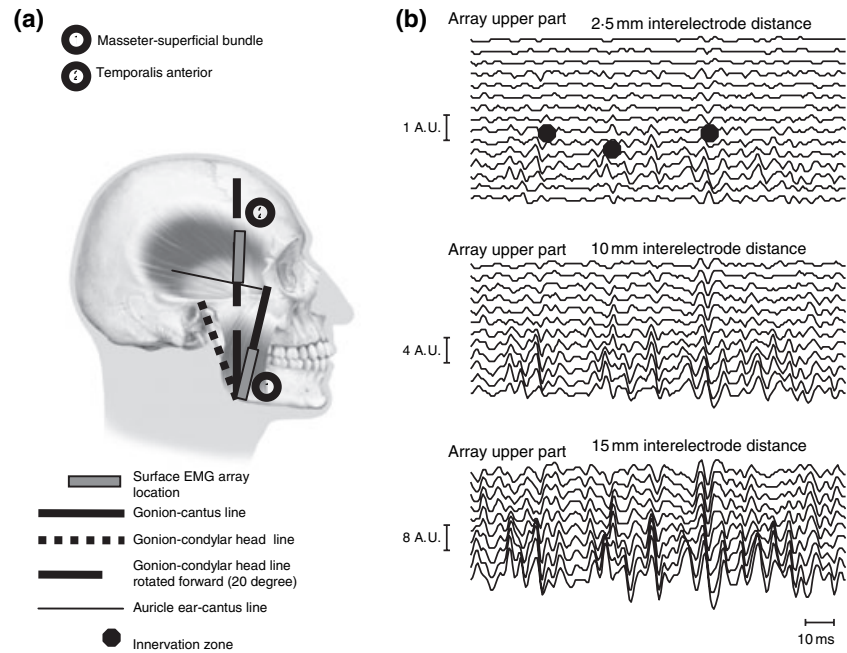 (a)
Masseter-superficial bundle
Temporalis anterior
Surface EMG array
location
Gonion-cantus line
Gonion-condylar head line
Gonion-condylar head line
rotated forward (20 degree)
Auricle ear-cantus line
Innervation zone
(b)
Array upper part
2·5 mm interelectrode distance
1 A.U.
Array upper part
10 mm interelectrode distance
4 A.U.
Array upper part
15 mm interelectrode distance
8 A.U.
10 ms